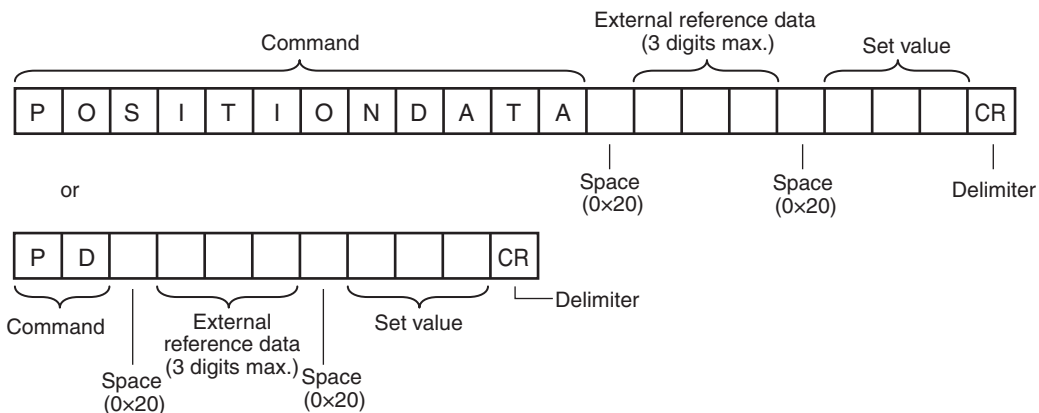 External reference data
(3 digits max.)
Command
Set value
P O S I T I O N D A T A CR
Space
(0×20)
Space
(0×20)
Delimiter
or
P D CR
Delimiter
Command
External
reference data
(3 digits max.)
Set value
Space
(0×20)
Space
(0×20)